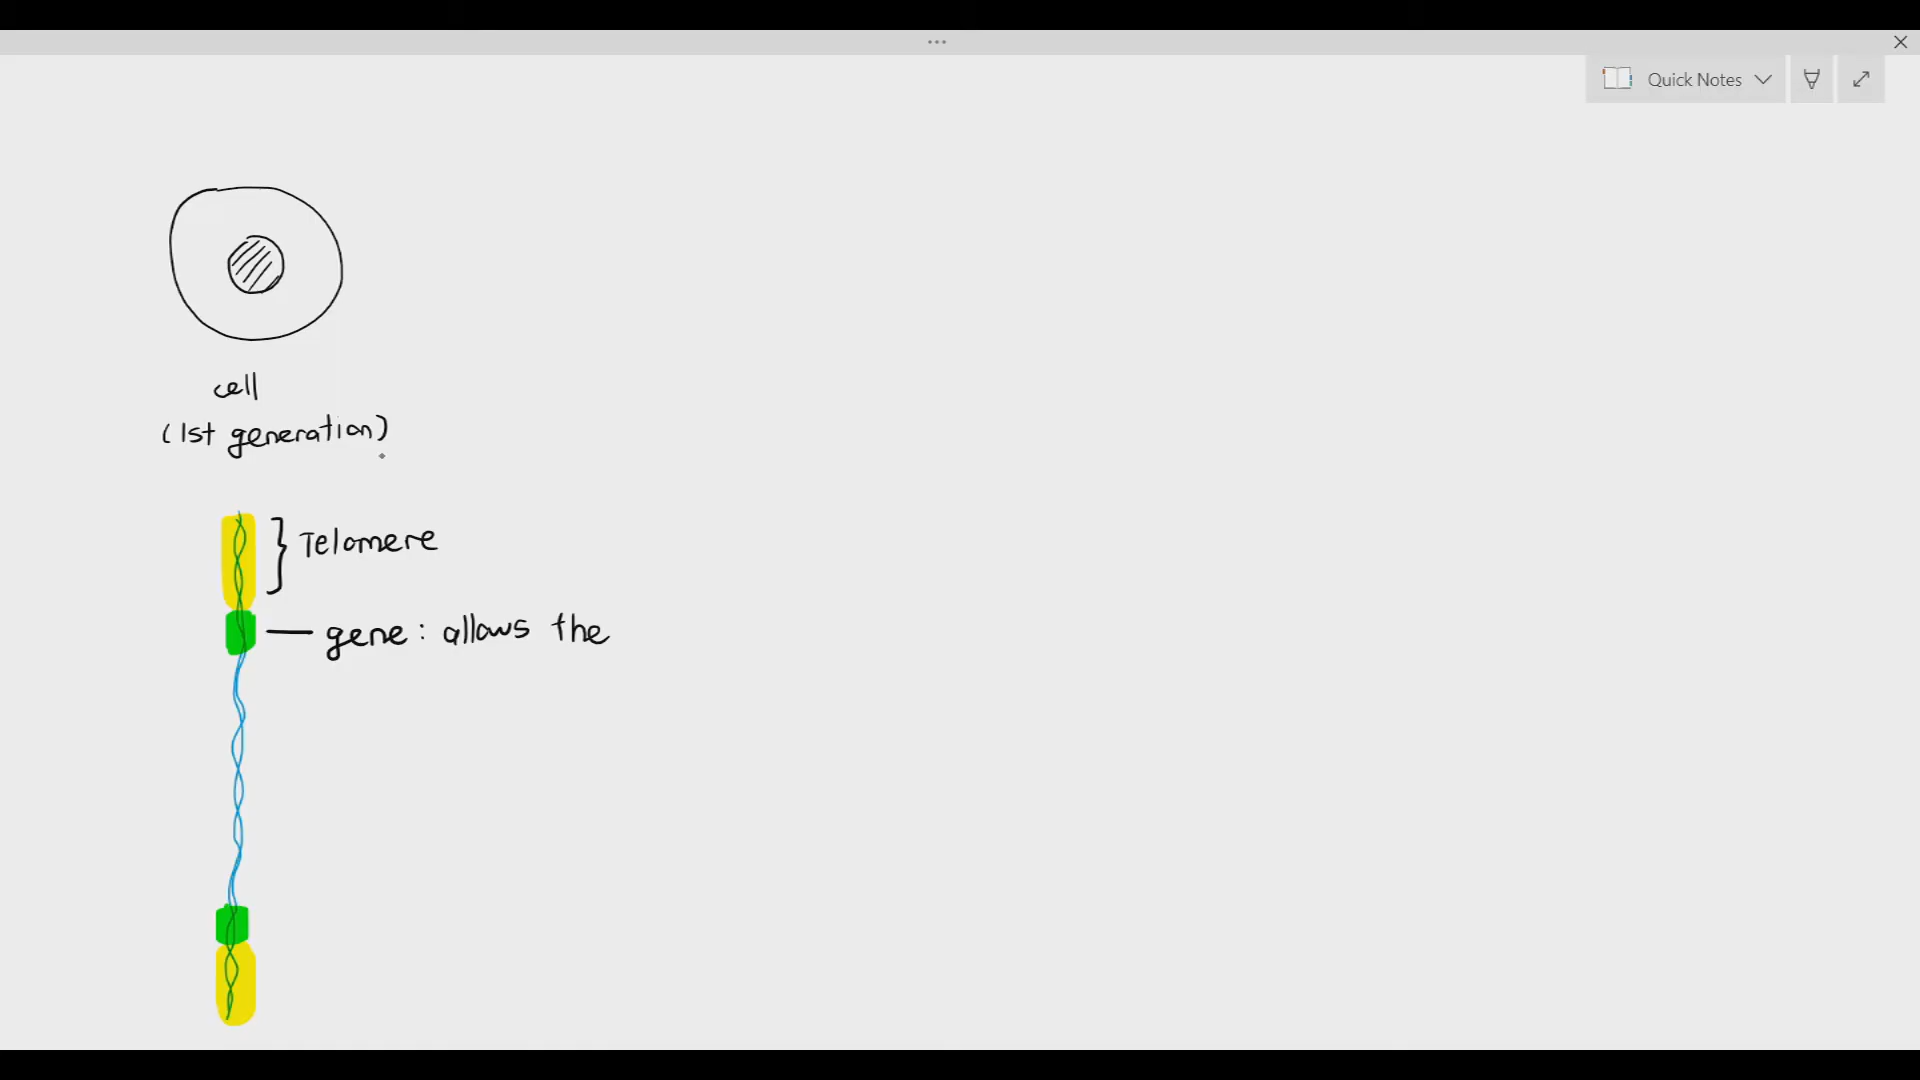 Quick Notes
cell
(1st generation)
Telomere
gene: allows the